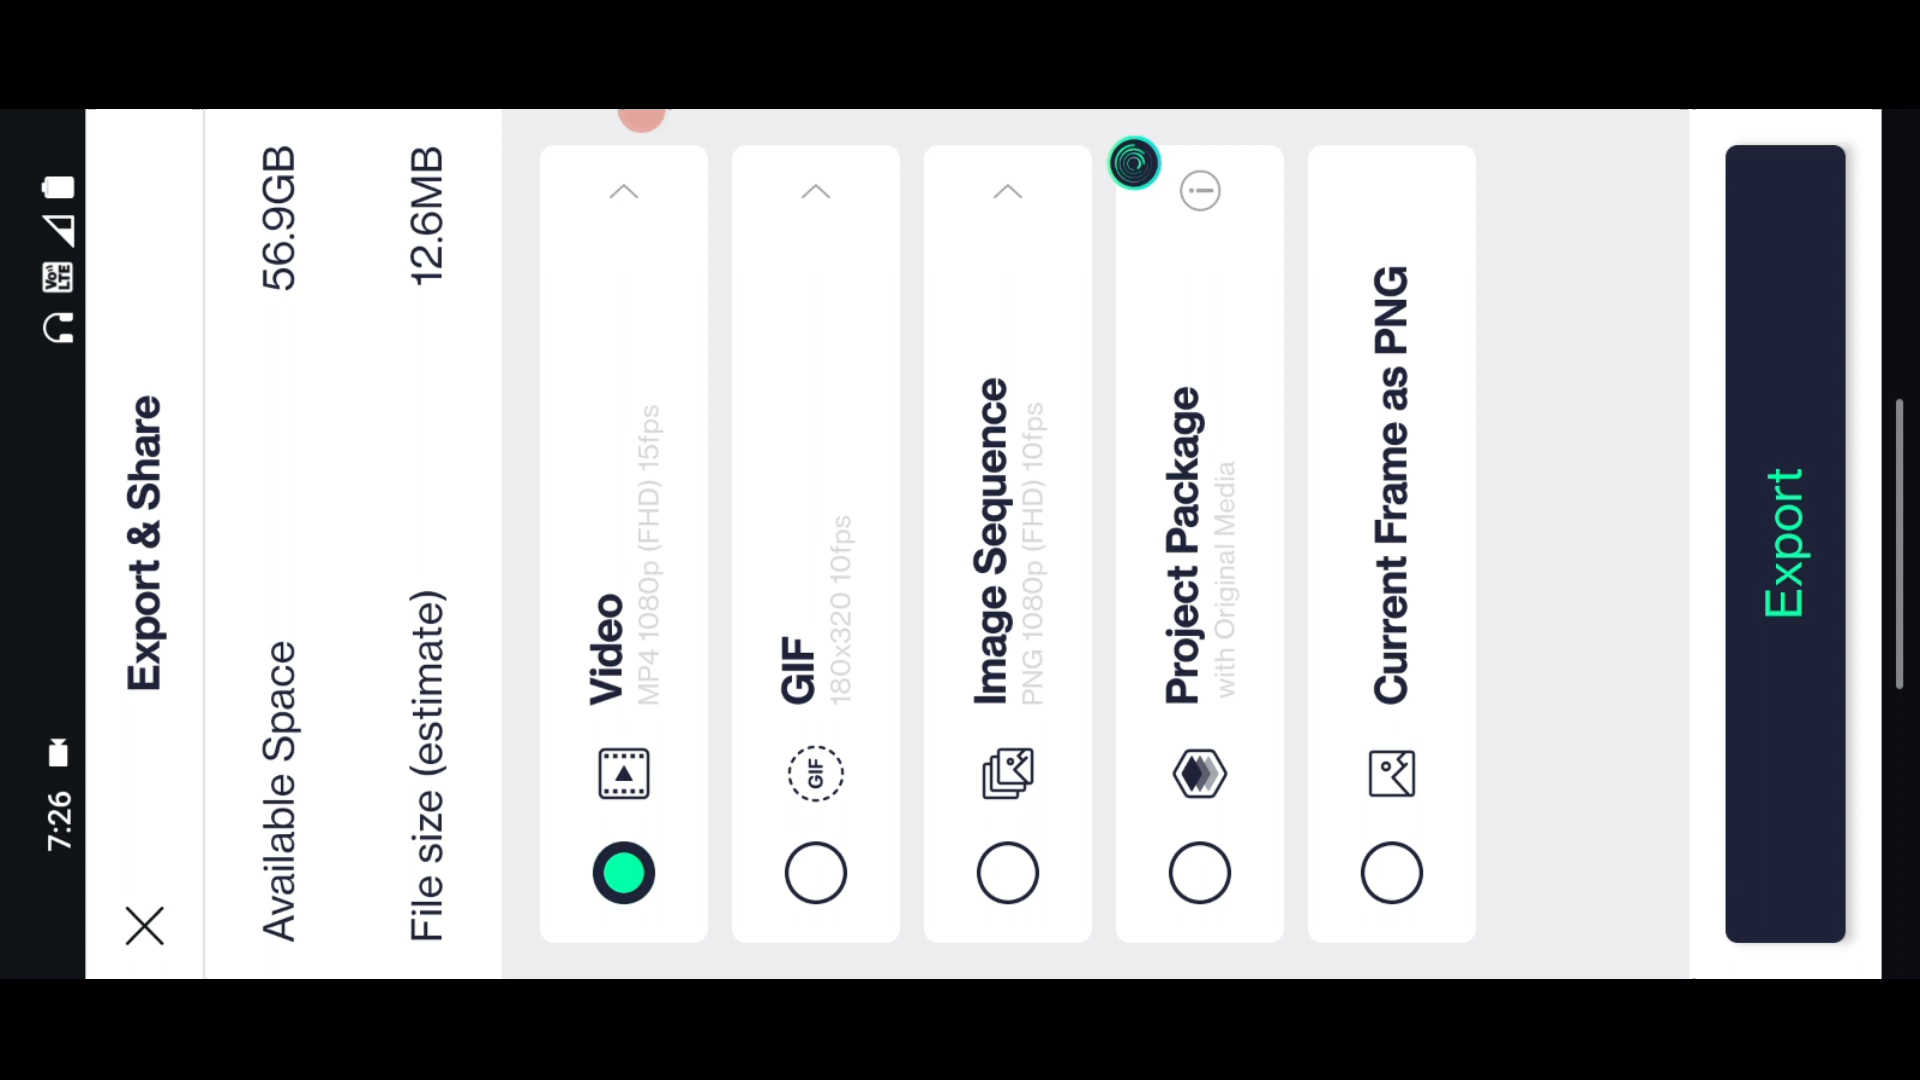 7:26
Vo)) LTE
Export & Share
Available Space 56.9GB
File size (estimate) 12.6MB
Video
MP4 1080p (FHD) 15fps
GIF
GIF
180x320 10fps
Image Sequence
PNG 1080p (FHD) 10fps
Project Package
with Original Media
Current Frame as PNG
Export